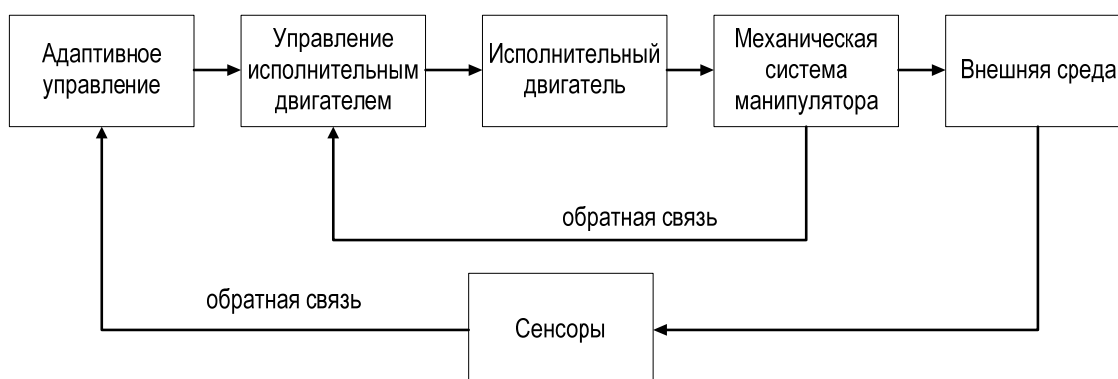 Адаптивное
управление
Управление
исполнительным
двигателем
Исполнительный
двигатель
Механическая
система
манипулятора
Внешняя среда
обратная связь
обратная связь
Сенсоры